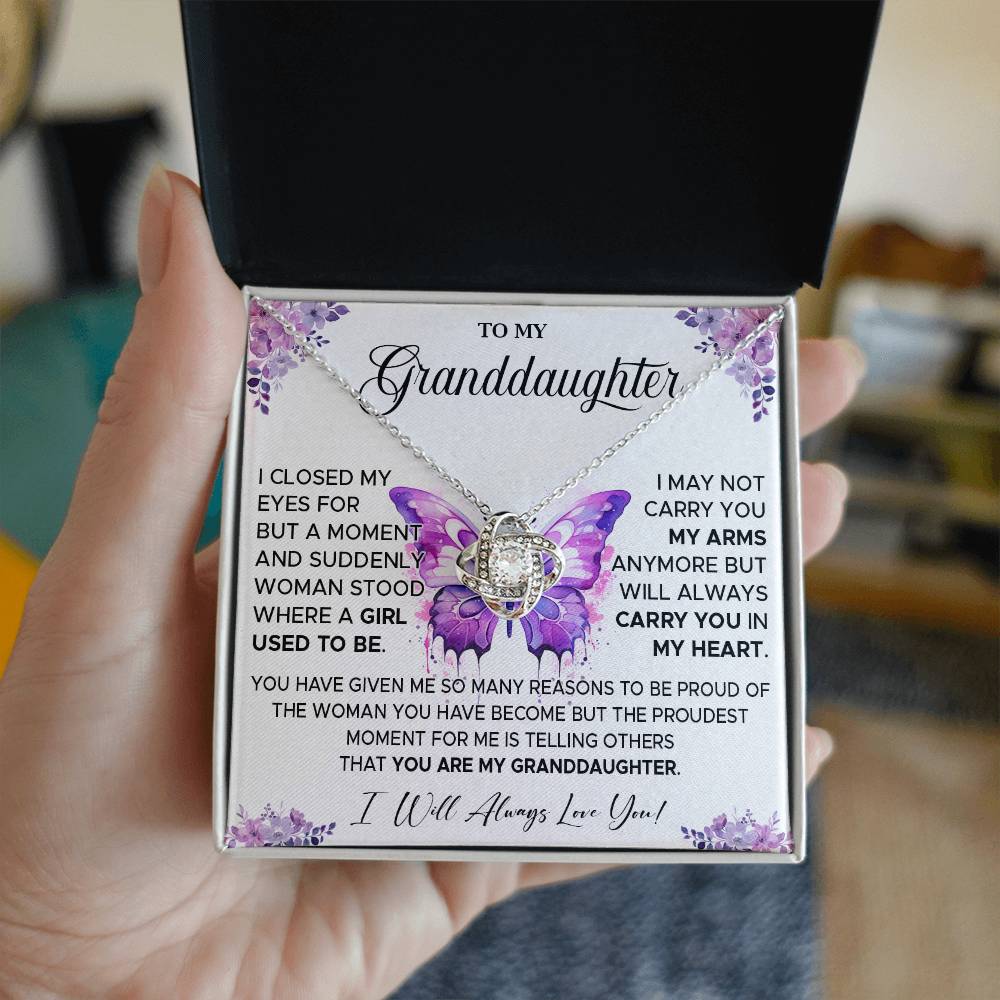 TO MY
Granddaughter
I CLOSED MY
EYES FOR
BUT A MOMENT
AND SUDDENLY
WOMAN STOOD
WHERE A GIRL
USED TO BE.
I MAY NOT
CARRY YOU
MY ARMS
ANYMORE BUT
WILL ALWAYS
CARRY YOU IN
MY HEART.
YOU HAVE GIVEN ME SO MANY REASONS TO BE PROUD OF
THE WOMAN YOU HAVE BECOME BUT THE PROUDEST
MOMENT FOR ME IS TELLING OTHERS
THAT YOU ARE MY GRANDDAUGHTER.
I Will Always Love You!